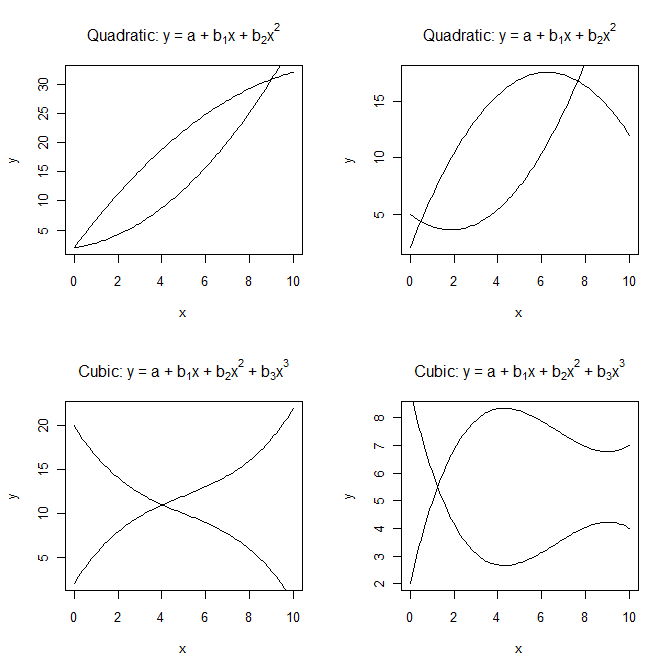 Quadratic: y = a + b₁x + b₂x²
y
30
25
20
15
10
5
0 2 4 6 8 10
x
Quadratic: y = a + b₁x + b₂x²
y
15
10
5
0 2 4 6 8 10
x
Cubic: y = a + b₁x + b₂x² + b₃x³
y
20
15
10
5
0 2 4 6 8 10
x
Cubic: y = a + b₁x + b₂x² + b₃x³
y
8
7
6
5
4
3
2
0 2 4 6 8 10
x